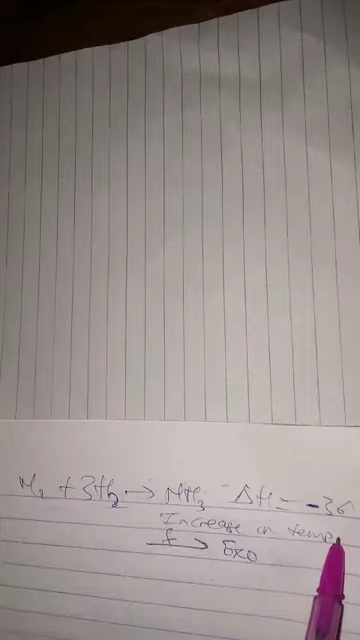 N₂ + 3H₂ → NH₃ ΔH = -36
Increase in temp
f → Exo